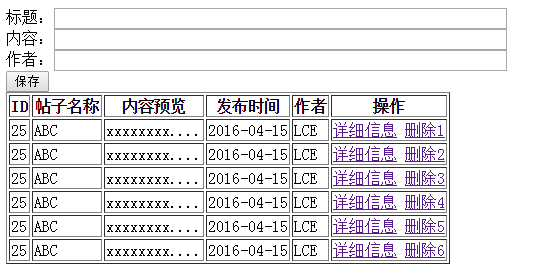 标题：
内容：
作者：
保存
ID 帖子名称 内容预览 发布时间 作者 操作
25 ABC xxxxxxxx.... 2016-04-15 LCE 详细信息 删除1
25 ABC xxxxxxxx.... 2016-04-15 LCE 详细信息 删除2
25 ABC xxxxxxxx.... 2016-04-15 LCE 详细信息 删除3
25 ABC xxxxxxxx.... 2016-04-15 LCE 详细信息 删除4
25 ABC xxxxxxxx.... 2016-04-15 LCE 详细信息 删除5
25 ABC xxxxxxxx.... 2016-04-15 LCE 详细信息 删除6